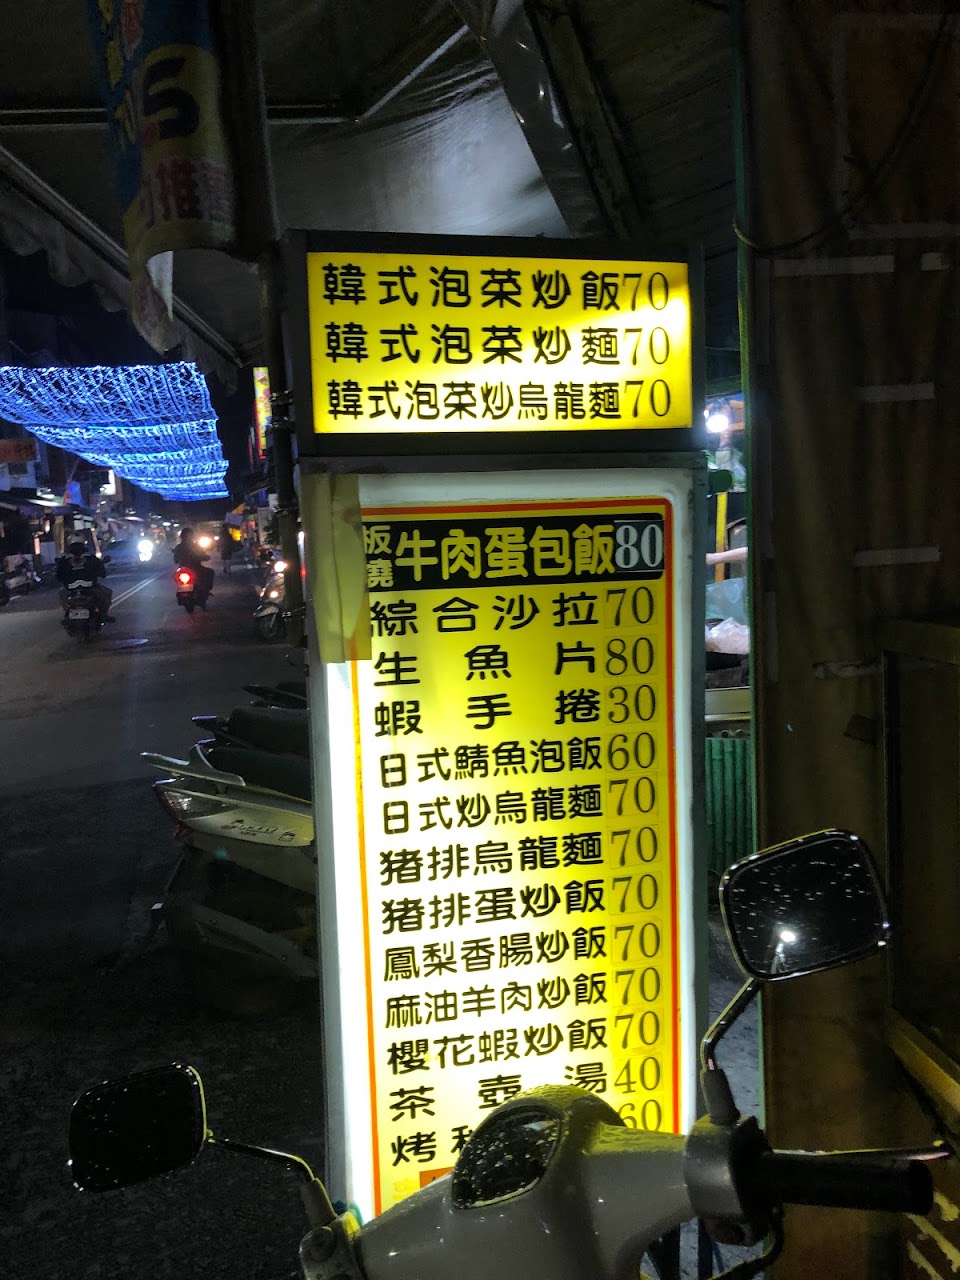 5
推
韓式泡菜炒飯70
韓式泡菜炒麵70
韓式泡菜炒烏龍麵70
板燒牛肉蛋包飯80
綜合沙拉70
生魚片80
蝦手捲30
日式鯖魚泡飯60
日式炒烏龍麵70
豬排烏龍麵70
豬排蛋炒飯70
鳳梨香腸炒飯70
麻油羊肉炒飯70
櫻花蝦炒飯70
茶壺湯40
烤 60